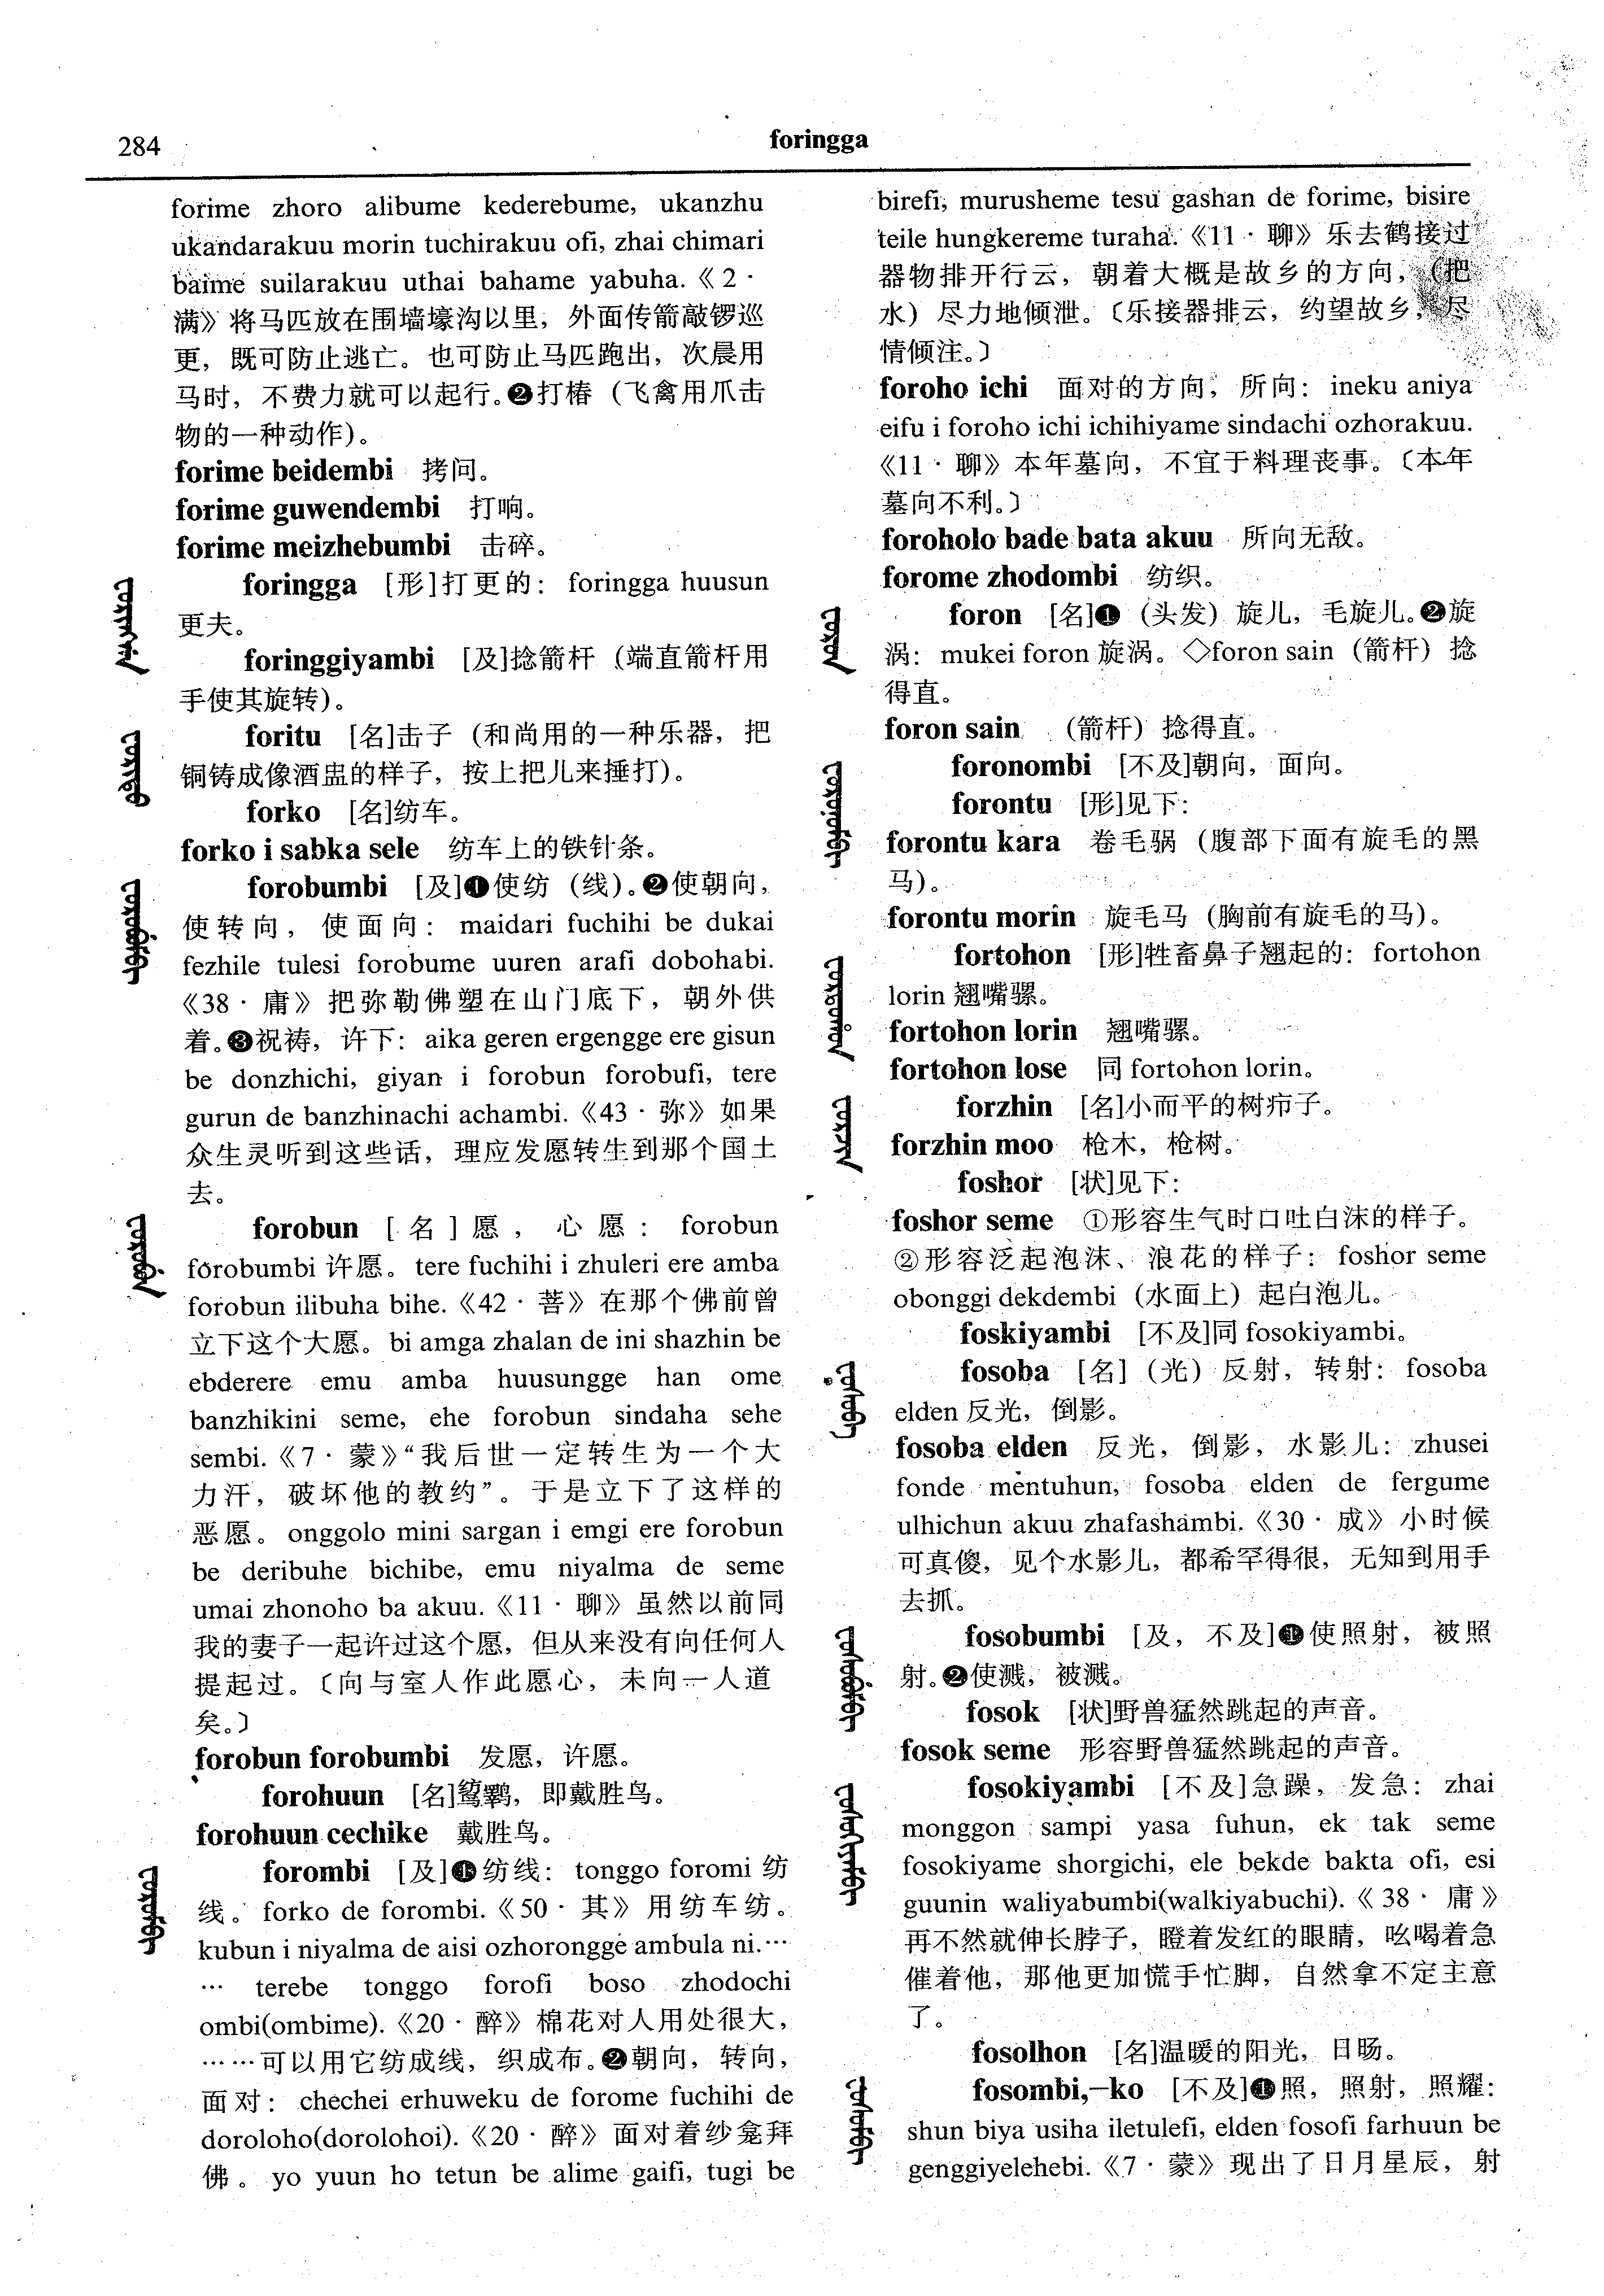 284
foringga
forime zhoro alibume kederebume, ukanzhu
ukandarakuu morin tuchirakuu ofi, zhai chimari
baime suilarakuu uthai bahame yabuha.《2·
满》将马匹放在围墙壕沟以里，外面传箭敲锣巡
更，既可防止逃亡。也可防止马匹跑出，次晨用
马时，不费力就可以起行。❷打椿（飞禽用爪击
物的一种动作）。
forime beidembi 拷问。
forime guwendembi 打响。
forime meizhebumbi 击碎。
foringga [形]打更的：foringga huusun
更夫。
foringgiyambi [及]捻箭杆（端直箭杆用
手使其旋转）。
foritu [名]击子（和尚用的一种乐器，把
铜铸成像酒盅的样子，按上把儿来捶打）。
forko [名]纺车。
forko i sabka sele 纺车上的铁针条。
forobumbi [及]❶使纺（线）。❷使朝向，
使转向，使面向：maidari fuchihi be dukai
fezhile tulesi forobume uuren arafi dobohabi.
《38·庸》把弥勒佛塑在山门底下，朝外供
着。❸祝祷，许下：aika geren ergengge ere gisun
be donzhichi, giyan i forobun forobufi, tere
gurun de banzhinachi achambi.《43·弥》如果
众生灵听到这些话，理应发愿转生到那个国土
去。
forobun [名]愿，心愿：forobun
forobumbi 许愿。tere fuchihi i zhuleri ere amba
forobun ilibuha bihe.《42·菩》在那个佛前曾
立下这个大愿。bi amga zhalan de ini shazhin be
ebderere emu amba huusungge han ome
banzhikini seme, ehe forobun sindaha sehe
sembi.《7·蒙》“我后世一定转生为一个大
力汗，破坏他的教约”。于是立下了这样的
恶愿。onggolo mini sargan i emgi ere forobun
be deribuhe bichibe, emu niyalma de seme
umai zhonoho ba akuu.《11·聊》虽然以前同
我的妻子一起许过这个愿，但从来没有向任何人
提起过。〔向与室人作此愿心，未向一人道
矣。〕
forobun forobumbi 发愿，许愿。
forohuun [名]鴷鹖，即戴胜鸟。
forohuun cechike 戴胜鸟。
forombi [及]❶纺线：tonggo foromi 纺
线。forko de forombi.《50·其》用纺车纺。
kubun i niyalma de aisi ozhorongge ambula ni.…
… terebe tonggo forofi boso zhodochi
ombi(ombime).《20·醉》棉花对人用处很大，
……可以用它纺成线，织成布。❷朝向，转向，
面对：chechei erhuweku de forome fuchihi de
doroloho(dorolohoi).《20·醉》面对着纱龛拜
佛。yo yuun ho tetun be alime gaifi, tugi be
birefi, murusheme tesu gashan de forime, bisire
teile hungkereme turaha.《11·聊》乐去鹤接过
器物排开行云，朝着大概是故乡的方向，（把
水）尽力地倾泄。〔乐接器排云，约望故乡，尽
情倾注。〕
foroho ichi 面对的方向，所向：ineku aniya
eifu i foroho ichi ichihiyame sindachi ozhorakuu.
《11·聊》本年墓向，不宜于料理丧事。〔本年
墓向不利。〕
foroholo bade bata akuu 所向无敌。
forome zhodombi 纺织。
foron [名]❶（头发）旋儿，毛旋儿。❷旋
涡：mukei foron 旋涡。◇foron sain（箭杆）捻
得直。
foron sain （箭杆）捻得直。
foronombi [不及]朝向，面向。
forontu [形]见下：
forontu kara 卷毛䯄（腹部下面有旋毛的黑
马）。
forontu morin 旋毛马（胸前有旋毛的马）。
fortohon [形]牲畜鼻子翘起的：fortohon
lorin 翘嘴骡。
fortohon lorin 翘嘴骡。
fortohon lose 同 fortohon lorin。
forzhin [名]小而平的树疖子。
forzhin moo 枪木，枪树。
foshor [状]见下：
foshor seme ①形容生气时口吐白沫的样子。
②形容泛起泡沫、浪花的样子：foshor seme
obonggi dekdembi（水面上）起白泡儿。
foskiyambi [不及]同 fosokiyambi。
fosoba [名]（光）反射，转射：fosoba
elden 反光，倒影。
fosoba elden 反光，倒影，水影儿：zhusei
fonde mentuhun, fosoba elden de fergume
ulhichun akuu zhafashambi.《30·成》小时候
可真傻，见个水影儿，都希罕得很，无知到用手
去抓。
fosobumbi [及，不及]❶使照射，被照
射。❷使溅，被溅。
fosok [状]野兽猛然跳起的声音。
fosok seme 形容野兽猛然跳起的声音。
fosokiyambi [不及]急躁，发急：zhai
monggon sampi yasa fuhun, ek tak seme
fosokiyame shorgichi, ele bekde bakta ofi, esi
guunin waliyabumbi(walkiyabuchi).《38·庸》
再不然就伸长脖子，瞪着发红的眼睛，吆喝着急
催着他，那他更加慌手忙脚，自然拿不定主意
了。
fosolhon [名]温暖的阳光，日旸。
fosombi,-ko [不及]❶照，照射，照耀：
shun biya usiha iletulefi, elden fosofi farhuun be
genggiyelehebi.《7·蒙》现出了日月星辰，射